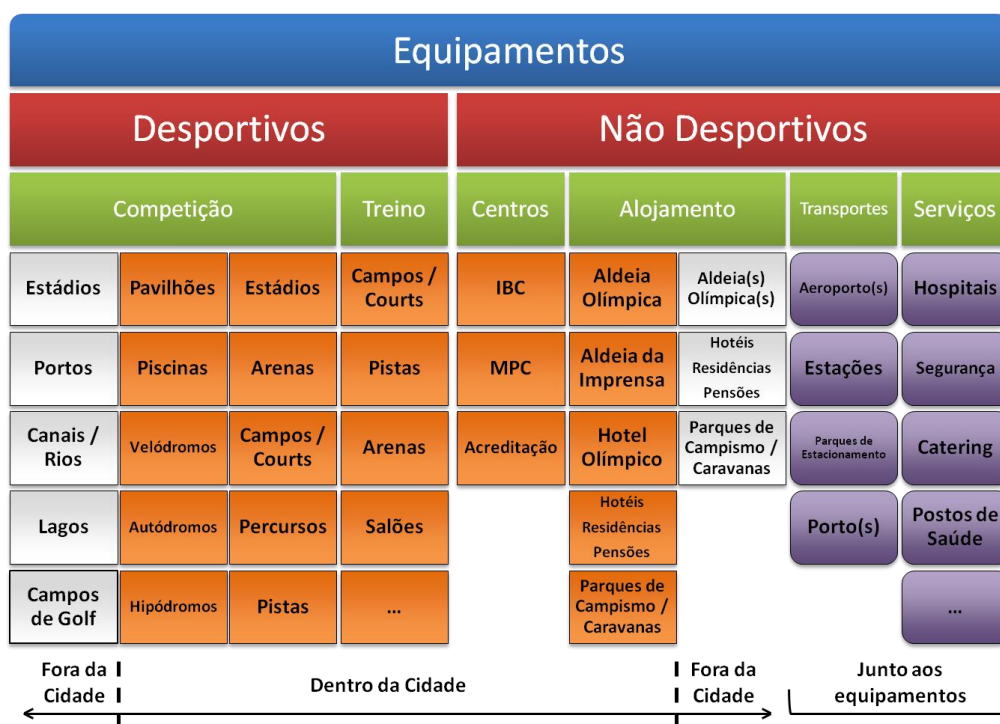 Equipamentos
Desportivos
Não Desportivos
Competição
Treino
Centros
Alojamento
Transportes
Serviços
Estádios
Pavilhões
Estádios
Campos /
Courts
IBC
Aldeia
Olímpica
Aldeia(s)
Olímpica(s)
Aeroporto(s)
Hospitais
Portos
Piscinas
Arenas
Pistas
MPC
Aldeia da
Imprensa
Hotéis
Residências
Pensões
Estações
Segurança
Canais /
Rios
Velódromos
Campos /
Courts
Arenas
Acreditação
Hotel
Olímpico
Parques de
Campismo /
Caravanas
Parques de
Estacionamento
Catering
Lagos
Autódromos
Percursos
Salões
Hotéis
Residências
Pensões
Porto(s)
Postos de
Saúde
Campos
de Golf
Hipódromos
Pistas
...
Parques de
Campismo /
Caravanas
...
Fora da
Cidade
Dentro da Cidade
Fora da
Cidade
Junto aos
equipamentos